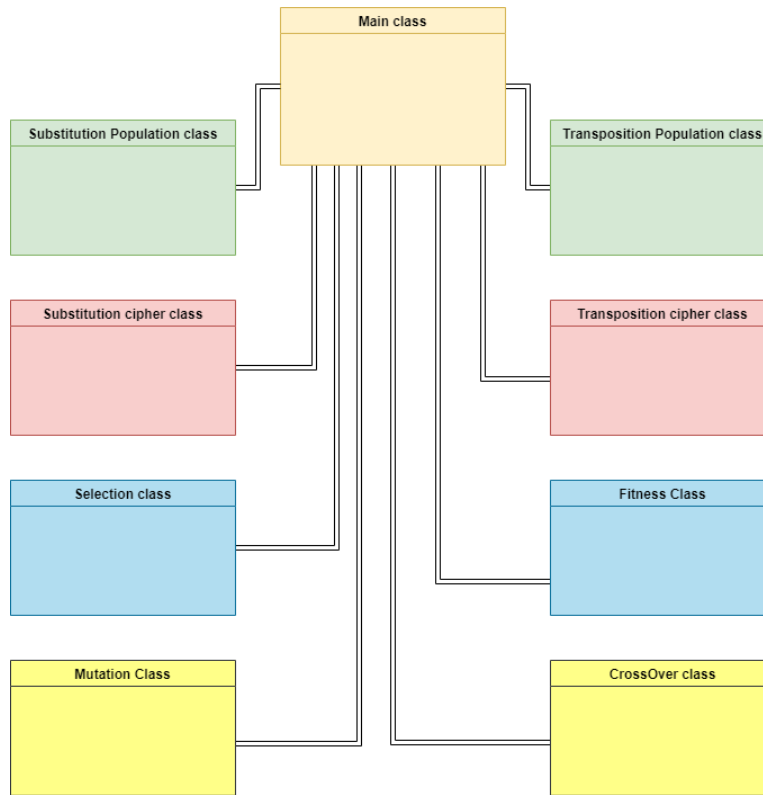 Main class
Substitution Population class
Transposition Population class
Substitution cipher class
Transposition cipher class
Selection class
Fitness Class
Mutation Class
CrossOver class